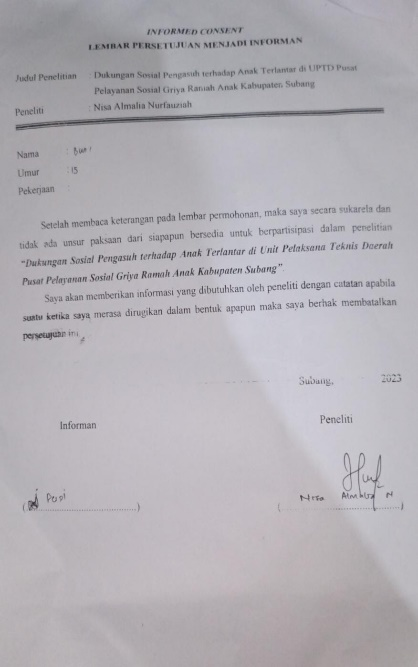 INFORMED CONSENT
LEMBAR PERSETUJUAN MENJADI INFORMAN
Judul Penelitian : Dukungan Sosial Pengasuh terhadap Anak Terlantar di UPTD Pusat
Pelayanan Sosial Griya Ramah Anak Kabupaten Subang
Peneliti : Nisa Almalia Nurfauziah
Nama :
Umur : 15
Pekerjaan :
Setelah membaca keterangan pada lembar permohonan, maka saya secara sukarela dan
tidak ada unsur paksaan dari siapapun bersedia untuk berpartisipasi dalam penelitian
“Dukungan Sosial Pengasuh terhadap Anak Terlantar di Unit Pelaksana Teknis Daerah
Pusat Pelayanan Sosial Griya Ramah Anak Kabupaten Subang”
Saya akan memberikan informasi yang dibutuhkan oleh peneliti dengan catatan apabila
suatu ketika saya merasa dirugikan dalam bentuk apapun maka saya berhak membatalkan
persetujuan ini.
Subang, 2023
Informan Peneliti
( ) ( Nisa Almalia N )